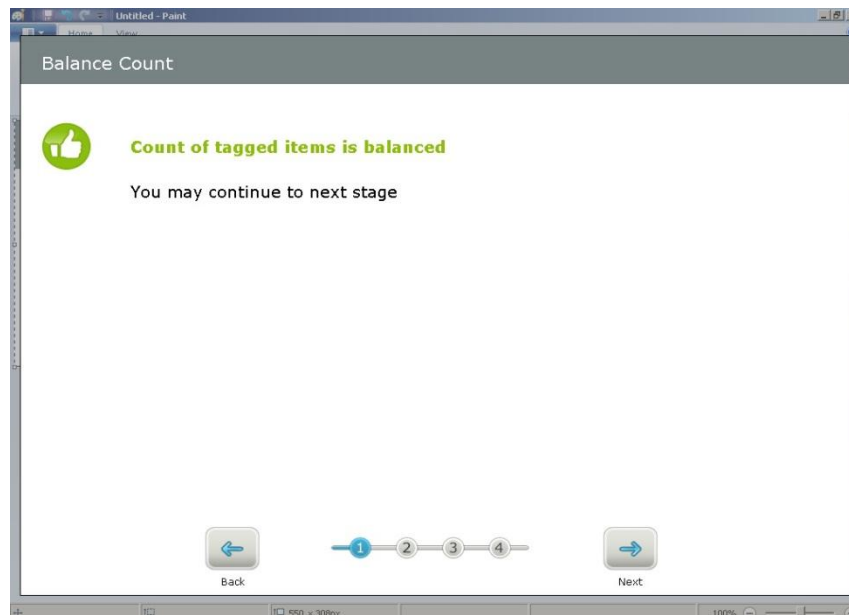 Untitled - Paint
Home View
Balance Count
Count of tagged items is balanced
You may continue to next stage
1 2 3 4
Back
Next
550 × 308px
100%